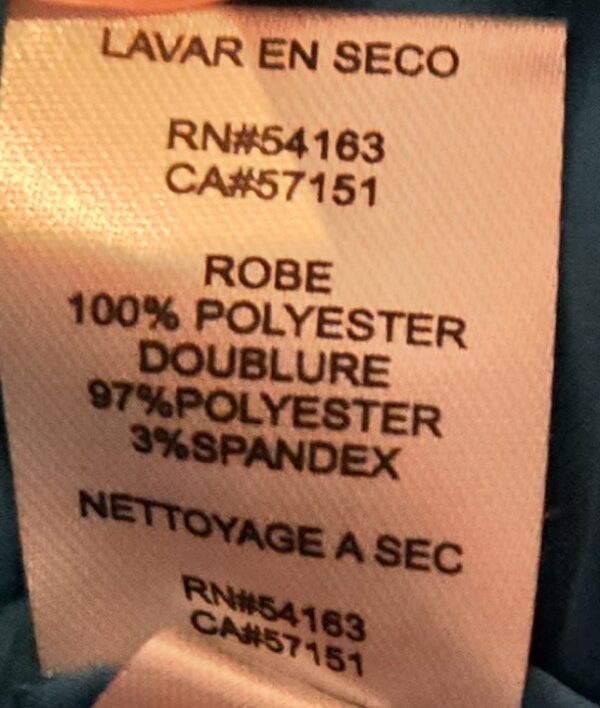 LAVAR EN SECO
RN#54163
CA#57151
ROBE
100% POLYESTER
DOUBLURE
97%POLYESTER
3%SPANDEX
NETTOYAGE A SEC
RN#54163
CA#57151